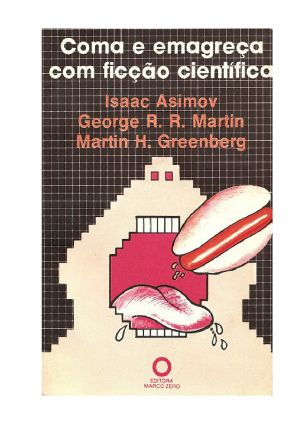 Coma e emagreça
com ficção científica
Isaac Asimov
George R. R. Martin
Martin H. Greenberg
EDITORA
MARCO ZERO